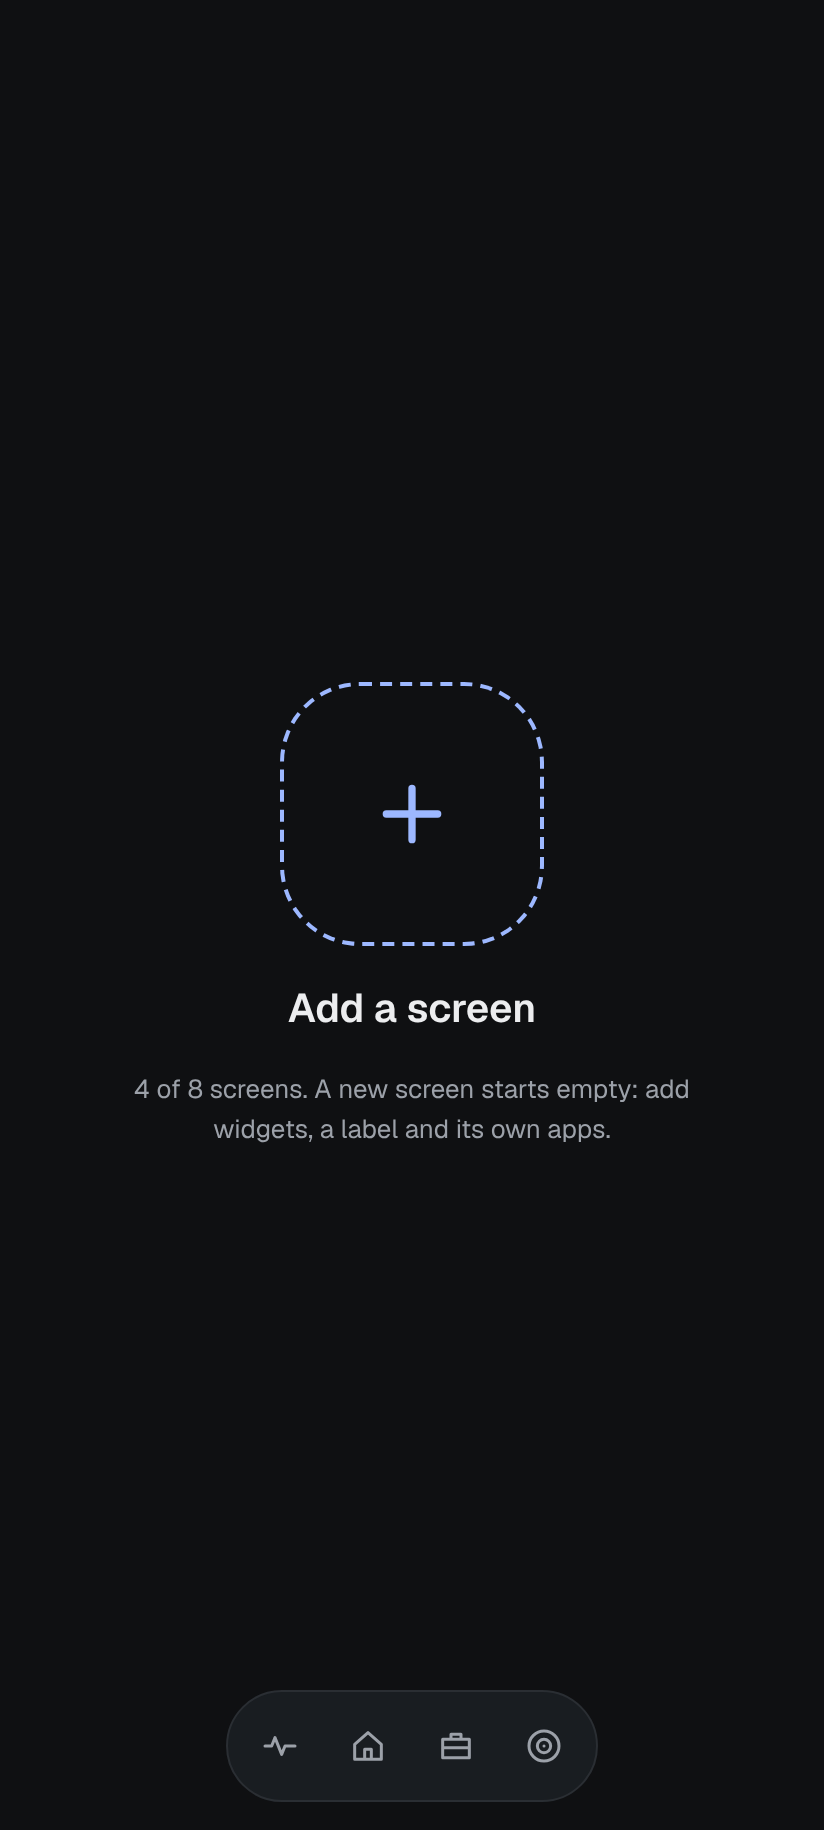 Add a screen
4 of 8 screens. A new screen starts empty: add
widgets, a label and its own apps.